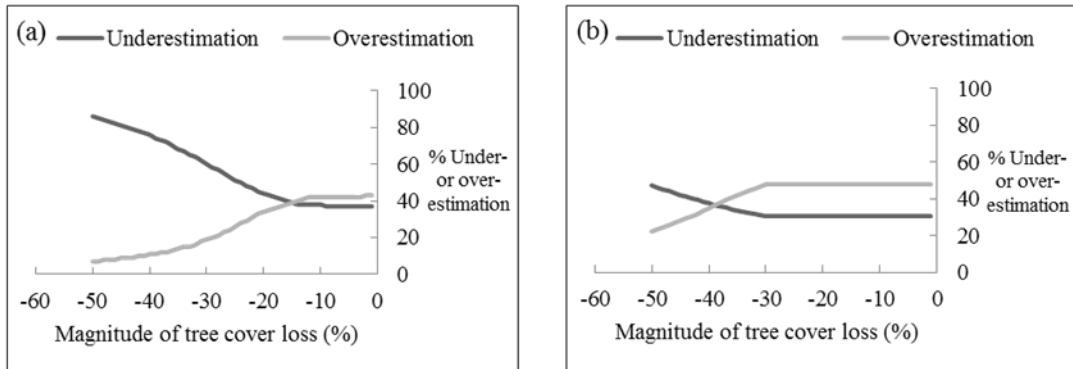 (a)
Underestimation
Overestimation
100
80
60
40
20
0
% Under-
or over-
estimation
-60 -50 -40 -30 -20 -10 0
Magnitude of tree cover loss (%)
(b)
Underestimation
Overestimation
100
80
60
40
20
0
% Under-
or over-
estimation
-60 -50 -40 -30 -20 -10 0
Magnitude of tree cover loss (%)